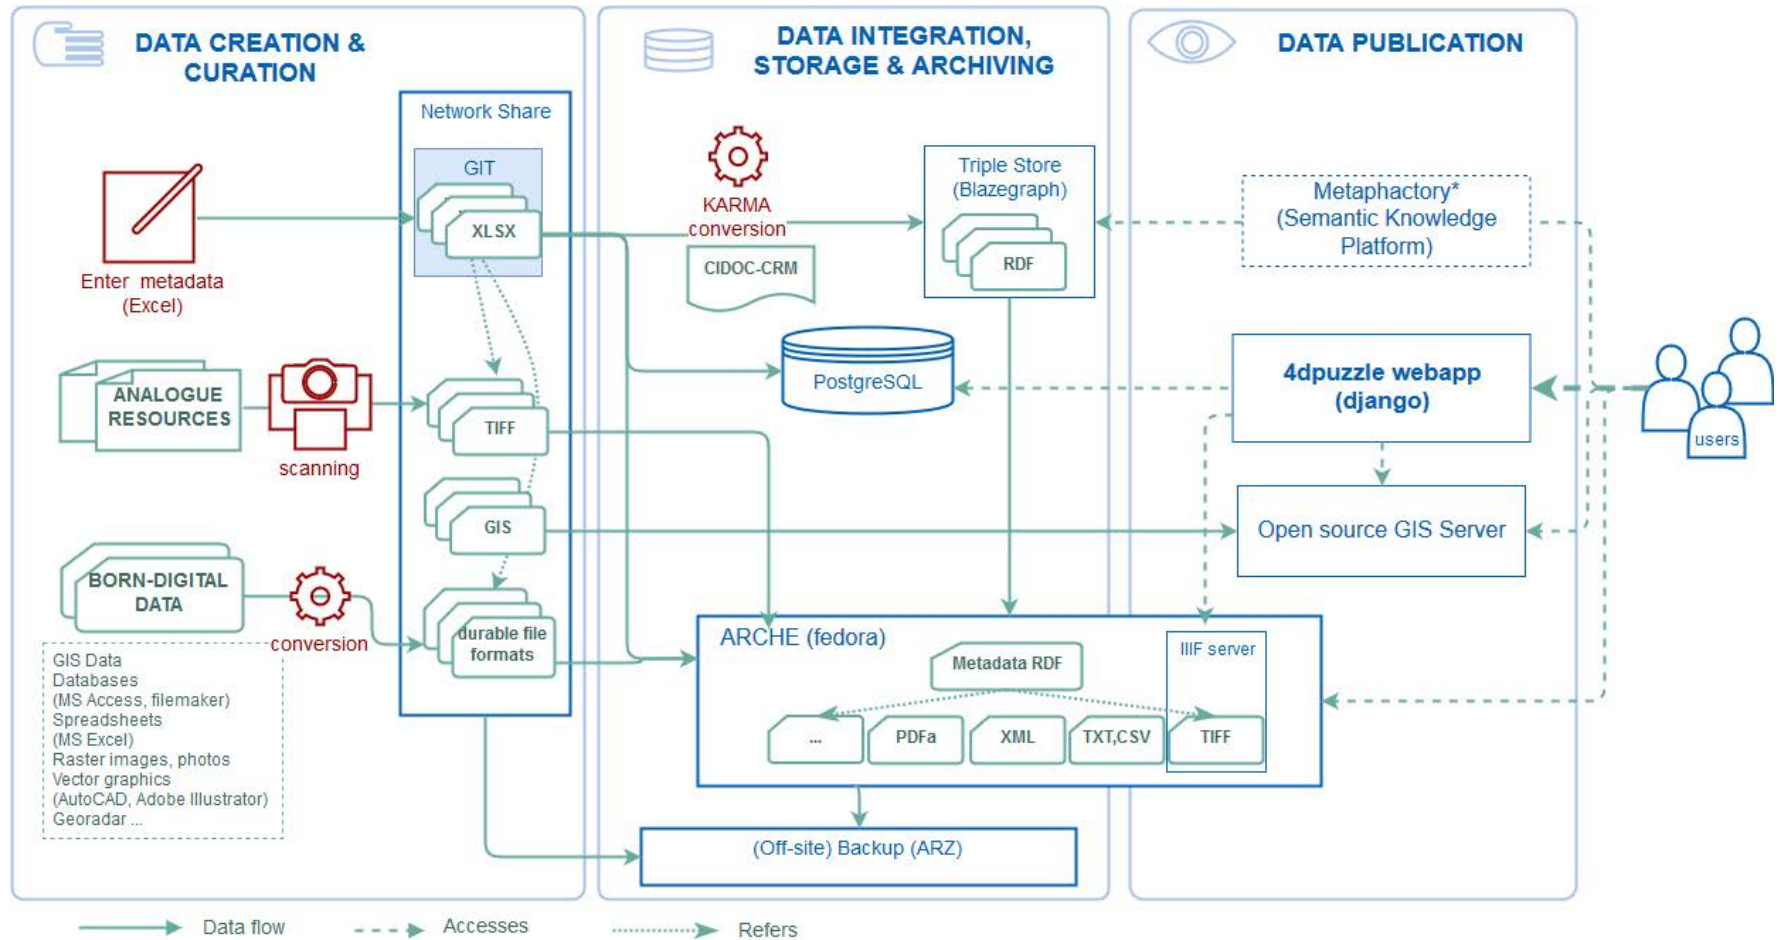 DATA CREATION &
CURATION
Network Share
GIT
XLSX
Enter metadata
(Excel)
ANALOGUE
RESOURCES
scanning
TIFF
GIS
BORN-DIGITAL
DATA
conversion
durable file
formats
GIS Data
Databases
(MS Access, filemaker)
Spreadsheets
(MS Excel)
Raster images, photos
Vector graphics
(AutoCAD, Adobe Illustrator)
Georadar ...
DATA INTEGRATION,
STORAGE & ARCHIVING
KARMA
conversion
CIDOC-CRM
Triple Store
(Blazegraph)
RDF
PostgreSQL
ARCHE (fedora)
Metadata RDF
...
PDFa
XML
TXT,CSV
IIIF server
TIFF
(Off-site) Backup (ARZ)
DATA PUBLICATION
Metaphactory*
(Semantic Knowledge
Platform)
4dpuzzle webapp
(django)
Open source GIS Server
users
Data flow
Accesses
Refers